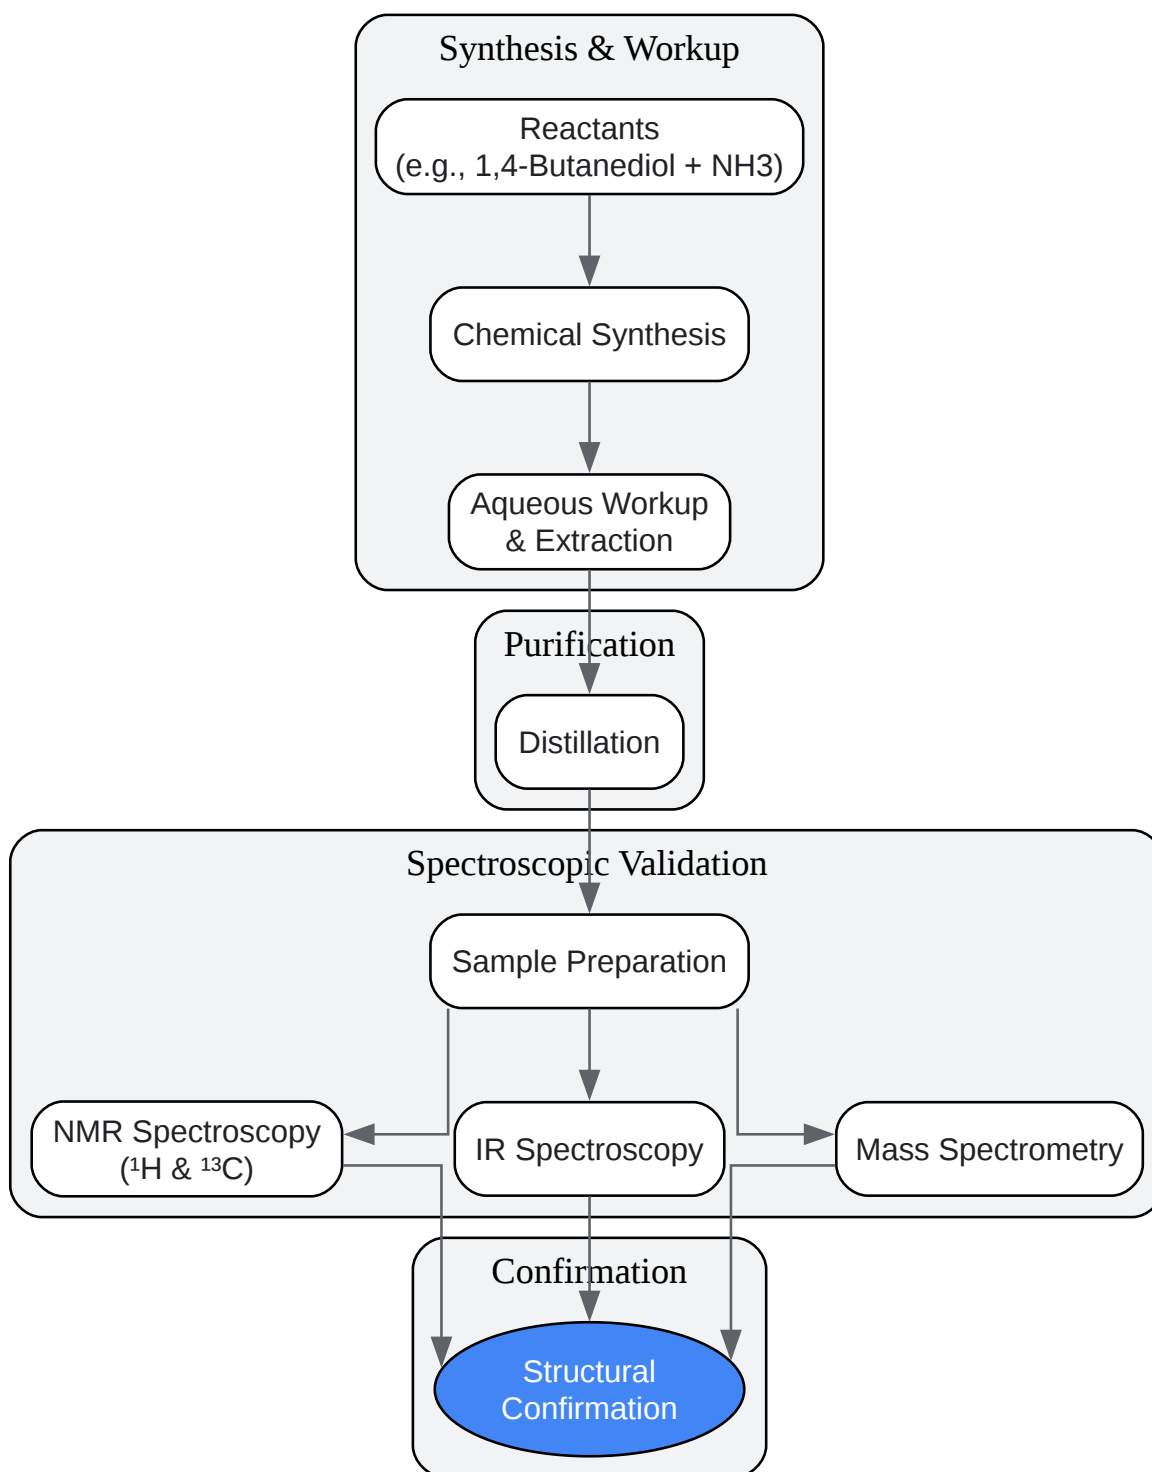 Synthesis & Workup
Reactants
(e.g., 1,4-Butanediol + NH3)
Chemical Synthesis
Aqueous Workup
& Extraction
Purification
Distillation
Spectroscopic Validation
Sample Preparation
NMR Spectroscopy
(¹H & ¹³C)
IR Spectroscopy
Mass Spectrometry
Confirmation
Structural
Confirmation